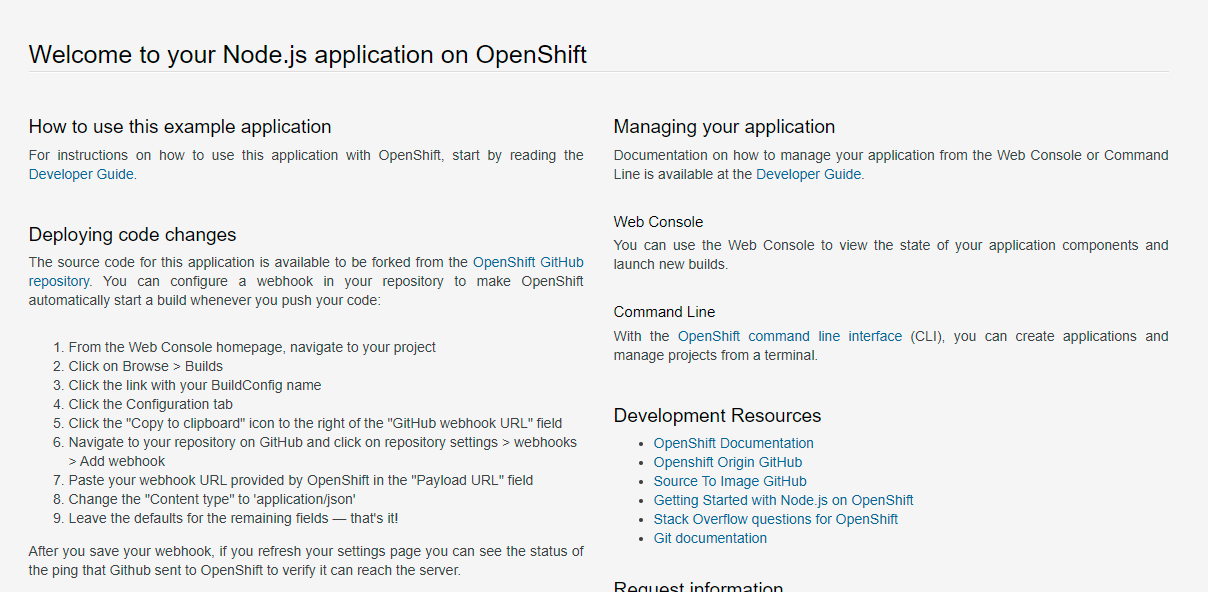 Welcome to your Node.js application on OpenShift
How to use this example application
For instructions on how to use this application with OpenShift, start by reading the
Developer Guide.
Deploying code changes
The source code for this application is available to be forked from the OpenShift GitHub
repository. You can configure a webhook in your repository to make OpenShift
automatically start a build whenever you push your code:
1. From the Web Console homepage, navigate to your project
2. Click on Browse > Builds
3. Click the link with your BuildConfig name
4. Click the Configuration tab
5. Click the "Copy to clipboard" icon to the right of the "GitHub webhook URL" field
6. Navigate to your repository on GitHub and click on repository settings > webhooks
> Add webhook
7. Paste your webhook URL provided by OpenShift in the "Payload URL" field
8. Change the "Content type" to 'application/json'
9. Leave the defaults for the remaining fields — that's it!
After you save your webhook, if you refresh your settings page you can see the status of
the ping that Github sent to OpenShift to verify it can reach the server.
Managing your application
Documentation on how to manage your application from the Web Console or Command
Line is available at the Developer Guide.
Web Console
You can use the Web Console to view the state of your application components and
launch new builds.
Command Line
With the OpenShift command line interface (CLI), you can create applications and
manage projects from a terminal.
Development Resources
• OpenShift Documentation
• Openshift Origin GitHub
• Source To Image GitHub
• Getting Started with Node.js on OpenShift
• Stack Overflow questions for OpenShift
• Git documentation
Request information